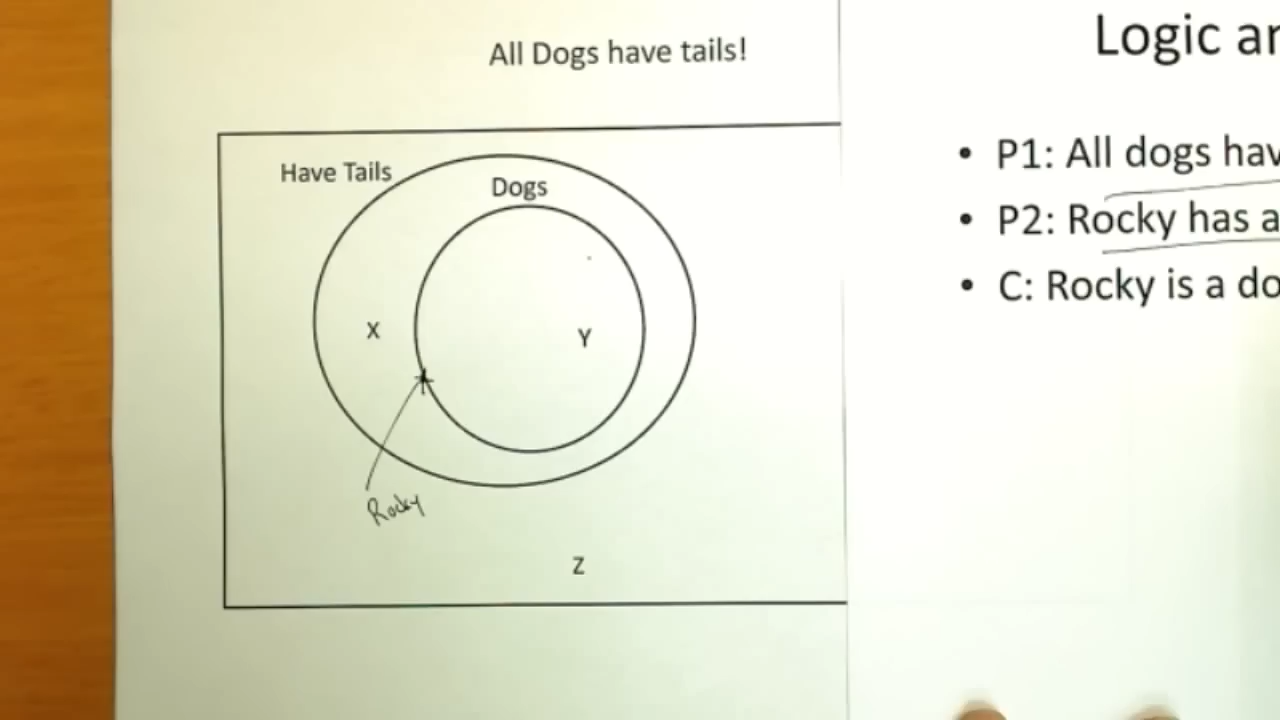 All Dogs have tails!
Have Tails
Dogs
X
Y
Rocky
Z
Logic ar
• P1: All dogs hav
• P2: Rocky has a
• C: Rocky is a do